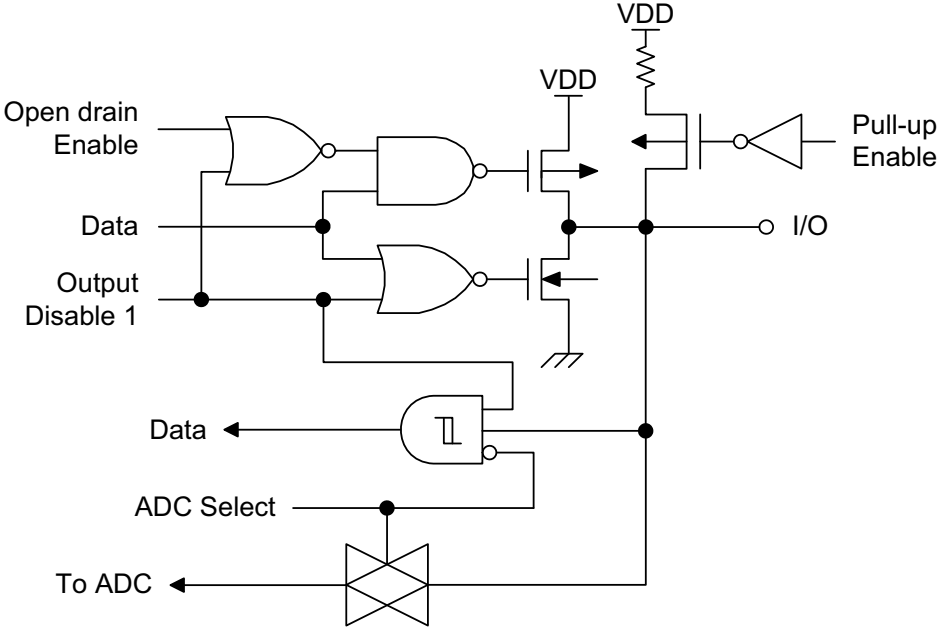 VDD
VDD
Open drain
Enable
Pull-up
Enable
Data
I/O
Output
Disable 1
Data
ADC Select
To ADC